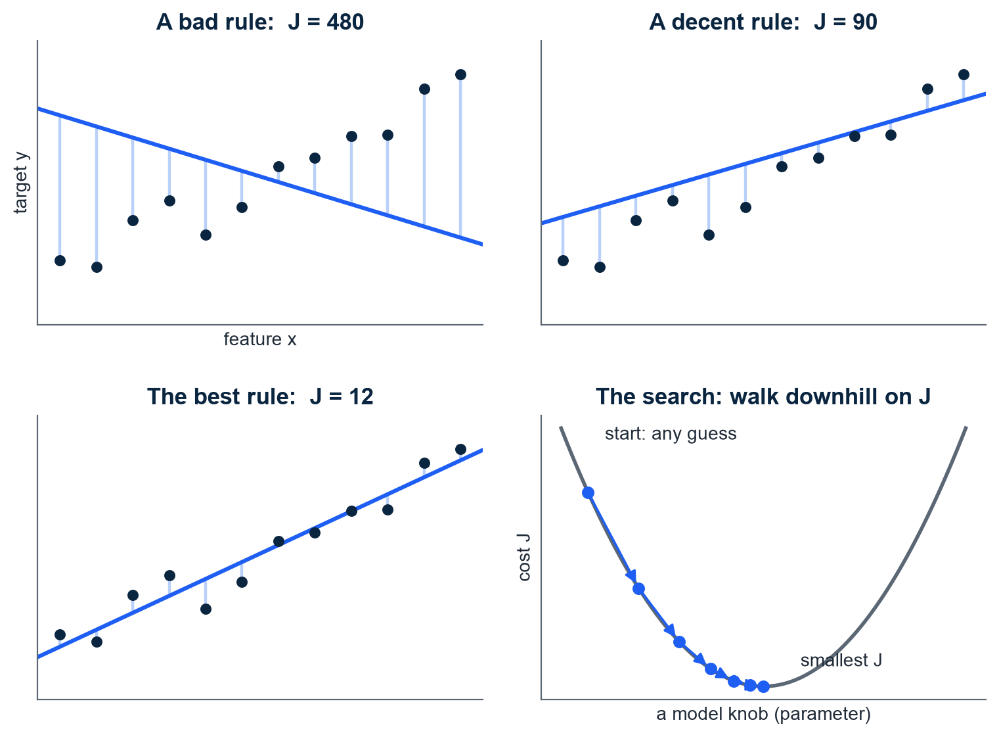 A bad rule:  J = 480
target y
feature x
A decent rule:  J = 90
The best rule:  J = 12
The search: walk downhill on J
start: any guess
cost J
smallest J
a model knob (parameter)